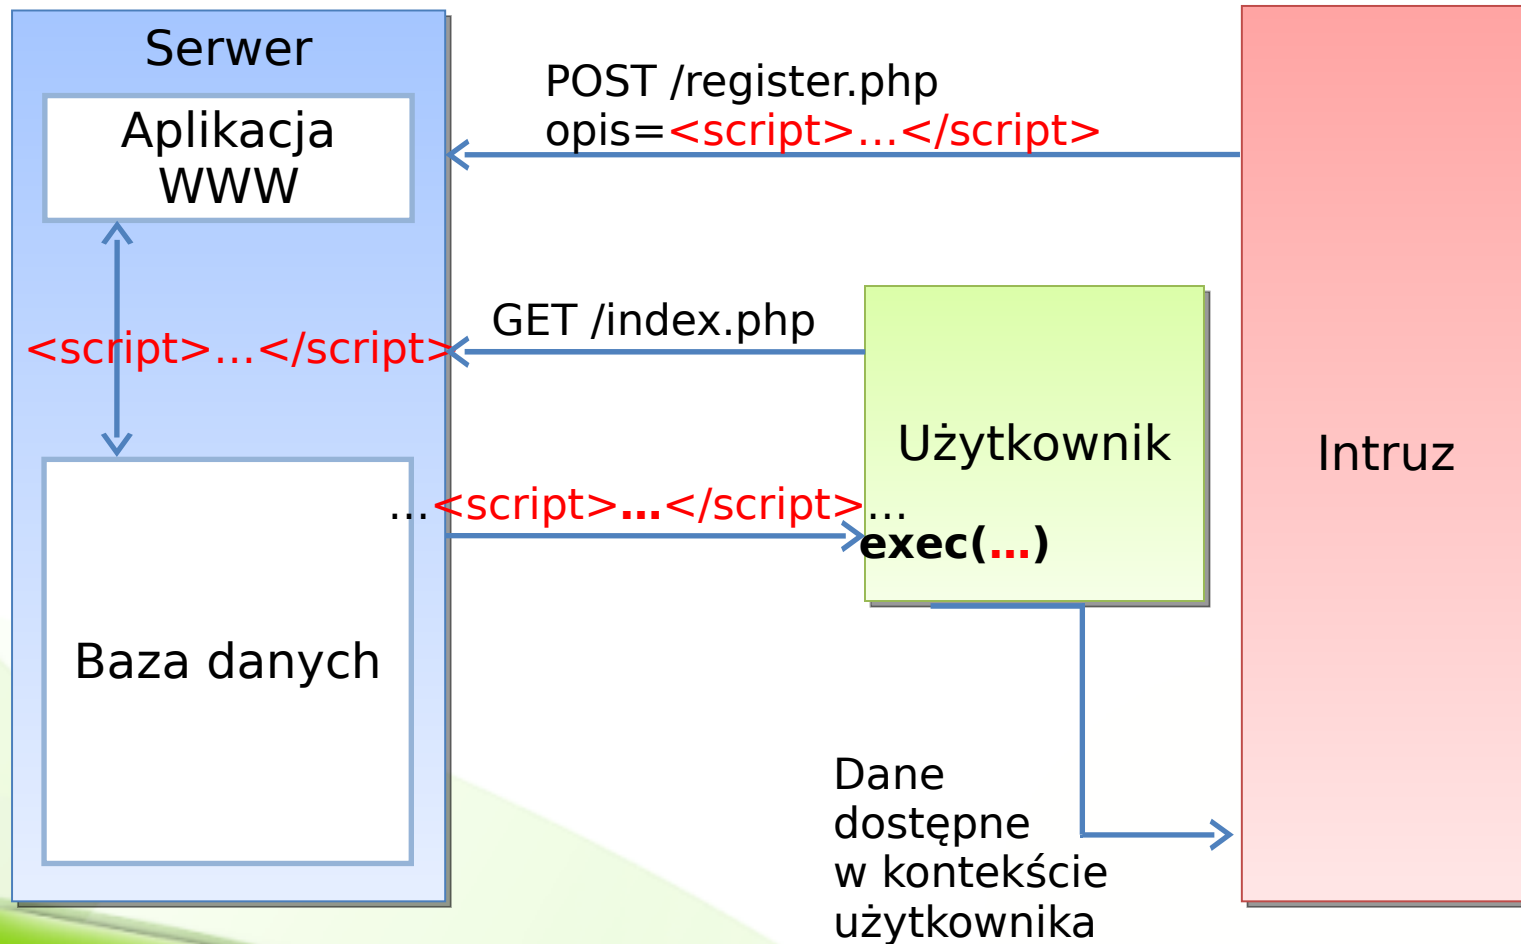 Serwer
Aplikacja
WWW
POST /register.php
opis=<script>...</script>
GET /index.php
<script>...</script>
Użytkownik
Intruz
...<script>...</script>...
exec(...)
Baza danych
Dane
dostępne
w kontekście
użytkownika